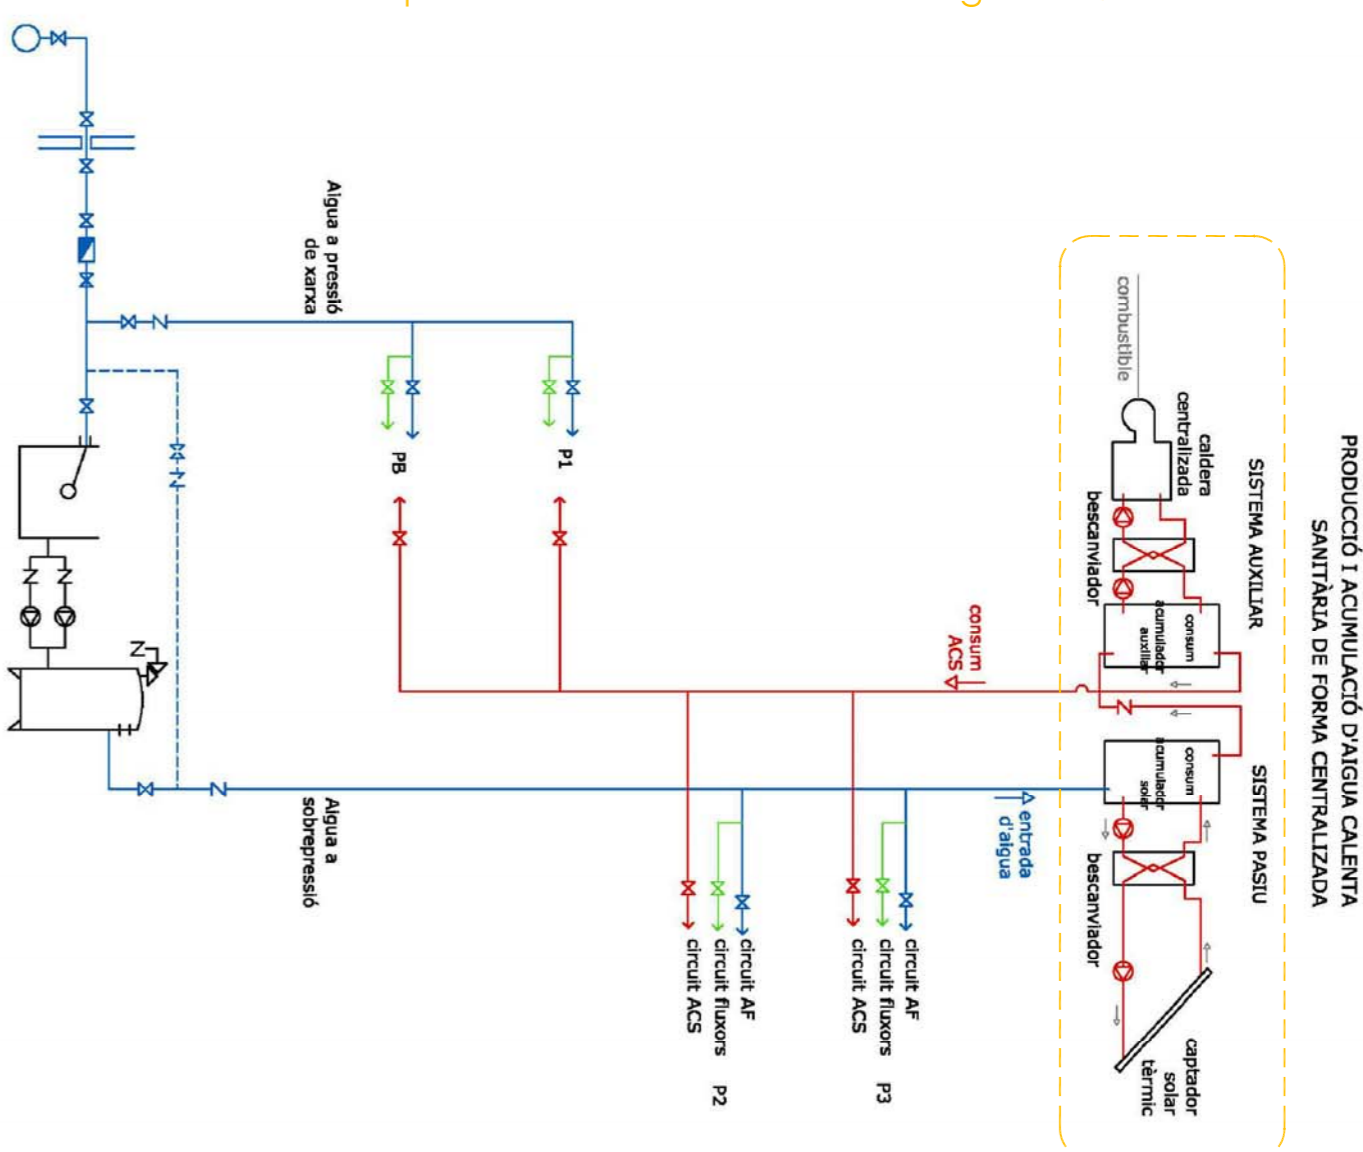 PRODUCCIÓ I ACUMULACIÓ D'AIGUA CALENTA
SANITÀRIA DE FORMA CENTRALIZADA
SISTEMA AUXILIAR
SISTEMA PASIU
combustible
caldera
centralizada
bescanviador
consum
acumulador
auxiliar
consum
acumulador
solar
bescanviador
captador
solar
tèrmic
consum
ACS
entrada
d'aigua
circuit AF
circuit fluxors
circuit ACS
P3
circuit AF
circuit fluxors
circuit ACS
P2
P1
PB
Aigua a pressió
de xarxa
Aigua a
sobrepressió